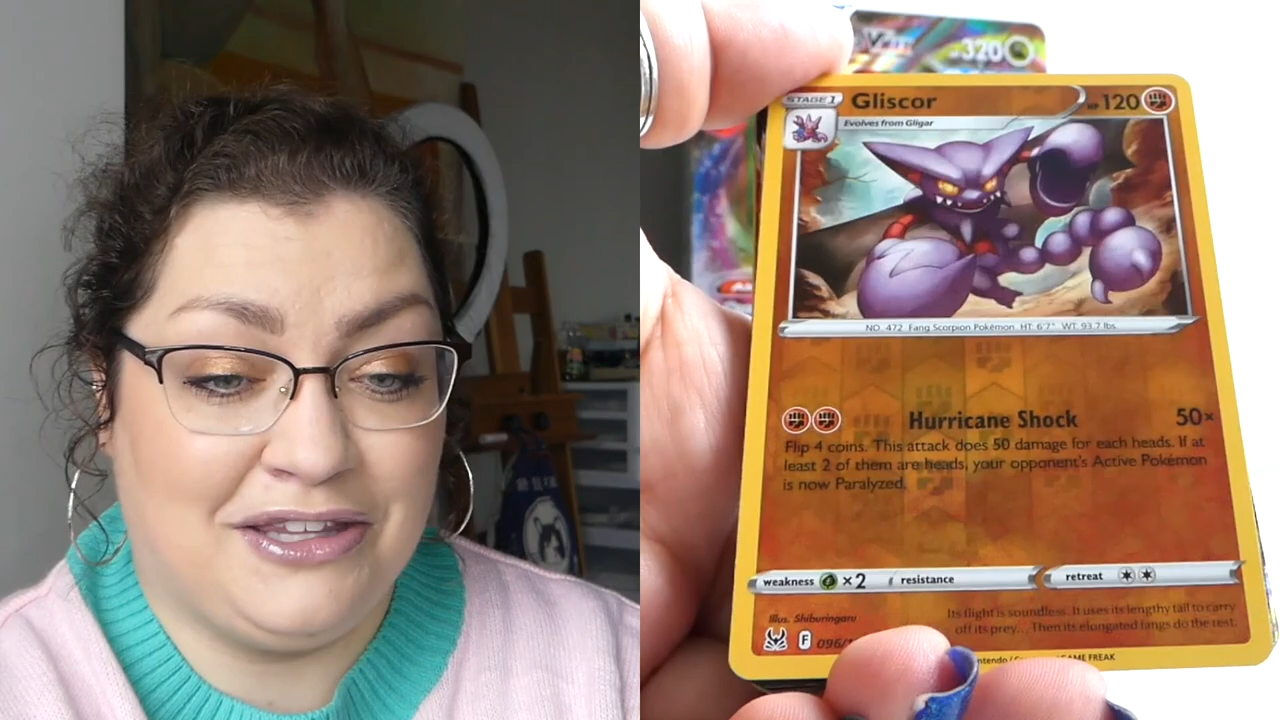 320
STAGE 1 Gliscor HP 120
Evolves from Gligar
NO. 472 Fang Scorpion Pokémon HT: 6'7" WT: 93.7 lbs.
Hurricane Shock 50×
Flip 4 coins. This attack does 50 damage for each heads. If at
least 2 of them are heads, your opponent's Active Pokémon
is now Paralyzed.
weakness ×2 resistance retreat
Its flight is soundless. It uses its lengthy tail to carry
off its prey... Then its elongated fangs do the rest.
Illus. Shiburingaru
F 096/
GAME FREAK